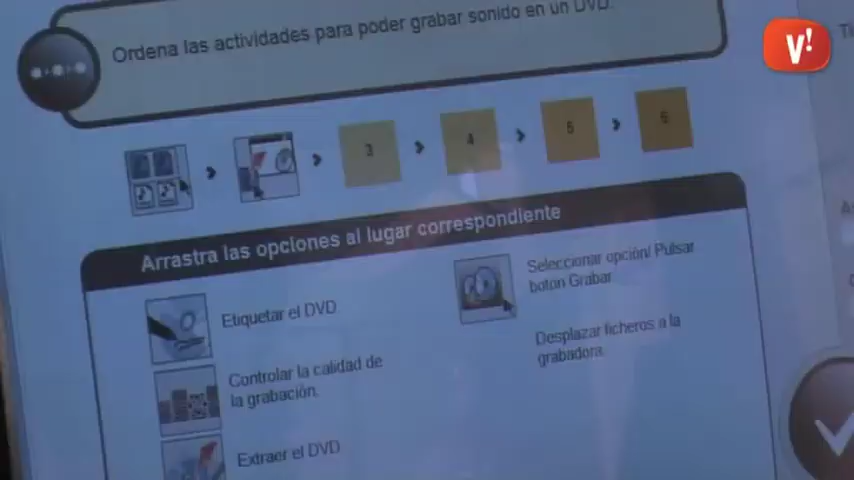 Ordena las actividades para poder grabar sonido en un DVD.
V!
3
4
5
6
Arrastra las opciones al lugar correspondiente
Etiquetar el DVD
Seleccionar opción/ Pulsar
botón Grabar
Controlar la calidad de
la grabación.
Desplazar ficheros a la
grabadora.
Extraer el DVD